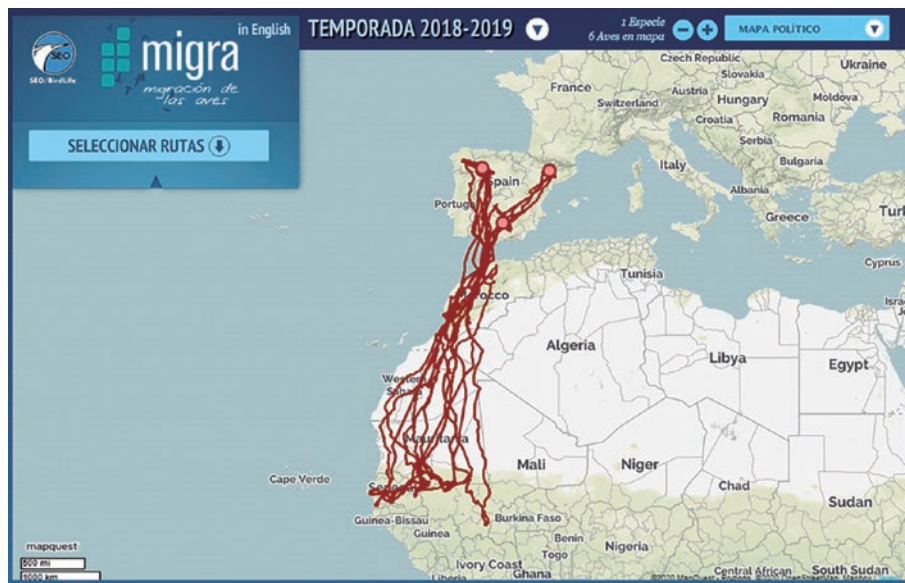 in English
SEO
SEO/BirdLife
migra
migración de
las aves
SELECCIONAR RUTAS
TEMPORADA 2018-2019
1 Especie
6 Aves en mapa
MAPA POLÍTICO
Czech Republic
Ukraine
Slovakia
France
Austria
Moldova
Switzerland
Hungary
Croatia
Romania
Serbia
Italy
Bulgaria
Spain
Albania
Portugal
Greece
Turk
Cyprus
Tunisia
Israe
Algeria
Libya
Egypt
Western
Mauritania
Mali
Niger
Chad
Sudan
Cape Verde
Guinea-Bissau
Guinea
Burkina Faso
Benin
Nigeria
Togo
Ivory Coast
Ghana
Liberia
Central African
South Sudan
mapquest
500 mi
1000 km